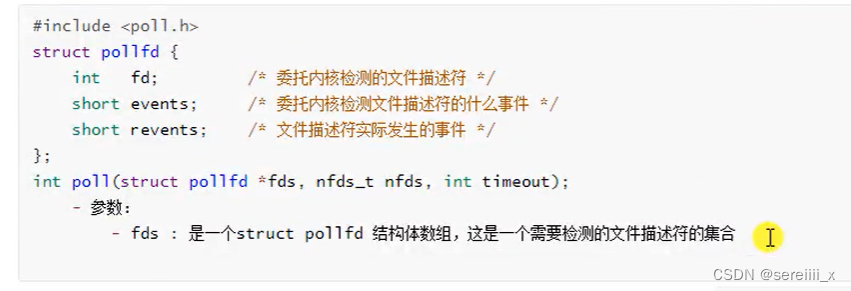 #include <poll.h>
struct pollfd {
    int   fd;         /* 委托内核检测的文件描述符 */
    short events;     /* 委托内核检测文件描述符的什么事件 */
    short revents;    /* 文件描述符实际发生的事件 */
};
int poll(struct pollfd *fds, nfds_t nfds, int timeout);
    - 参数:
        - fds : 是一个struct pollfd 结构体数组，这是一个需要检测的文件描述符的集合
CSDN @sereiiii_x